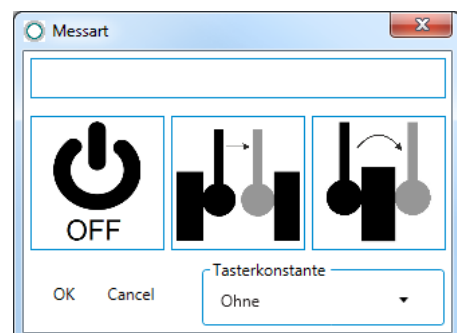 Messart
OFF
Tasterkonstante
OK Cancel
Ohne